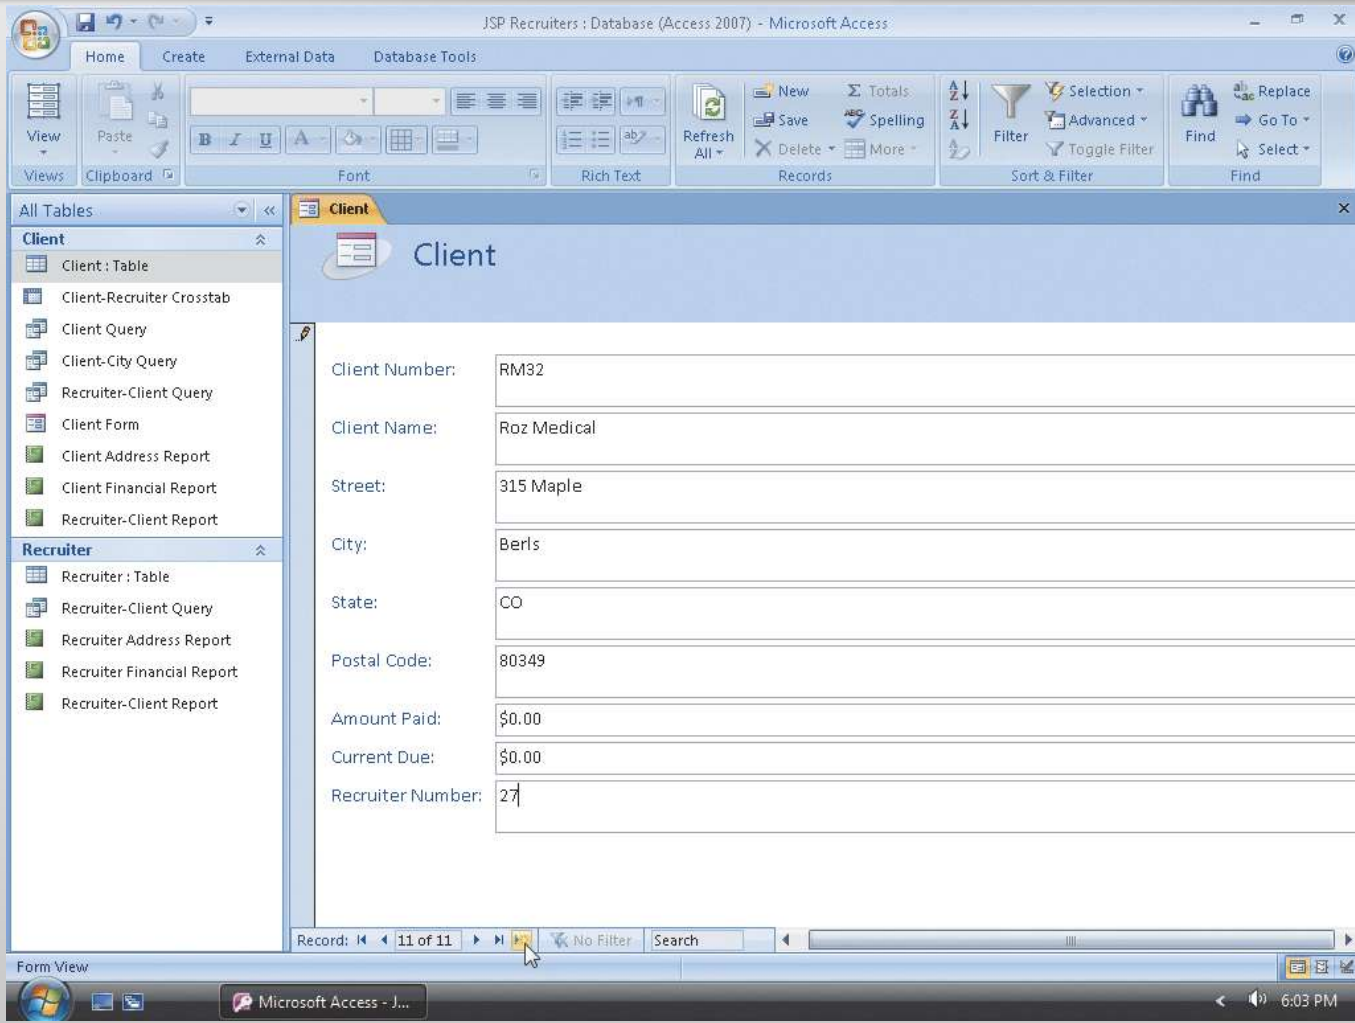 JSP Recruiters : Database (Access 2007) - Microsoft Access
Home Create External Data Database Tools
View
Views
Paste
Clipboard
B I U A
Font
ab
Rich Text
Refresh All
New
Save
Delete
Σ Totals
ABC Spelling
More
Records
A Z
Z A
A Z
Filter
Selection
Advanced
Toggle Filter
Sort & Filter
Find
ab ac Replace
Go To
Select
Find
All Tables «
Client
Client : Table
Client-Recruiter Crosstab
Client Query
Client-City Query
Recruiter-Client Query
Client Form
Client Address Report
Client Financial Report
Recruiter-Client Report
Recruiter
Recruiter : Table
Recruiter-Client Query
Recruiter Address Report
Recruiter Financial Report
Recruiter-Client Report
Client
Client
Client Number: RM32
Client Name: Roz Medical
Street: 315 Maple
City: Berls
State: CO
Postal Code: 80349
Amount Paid: $0.00
Current Due: $0.00
Recruiter Number: 27
Record: 11 of 11 No Filter Search
Form View
Microsoft Access - J...
6:03 PM